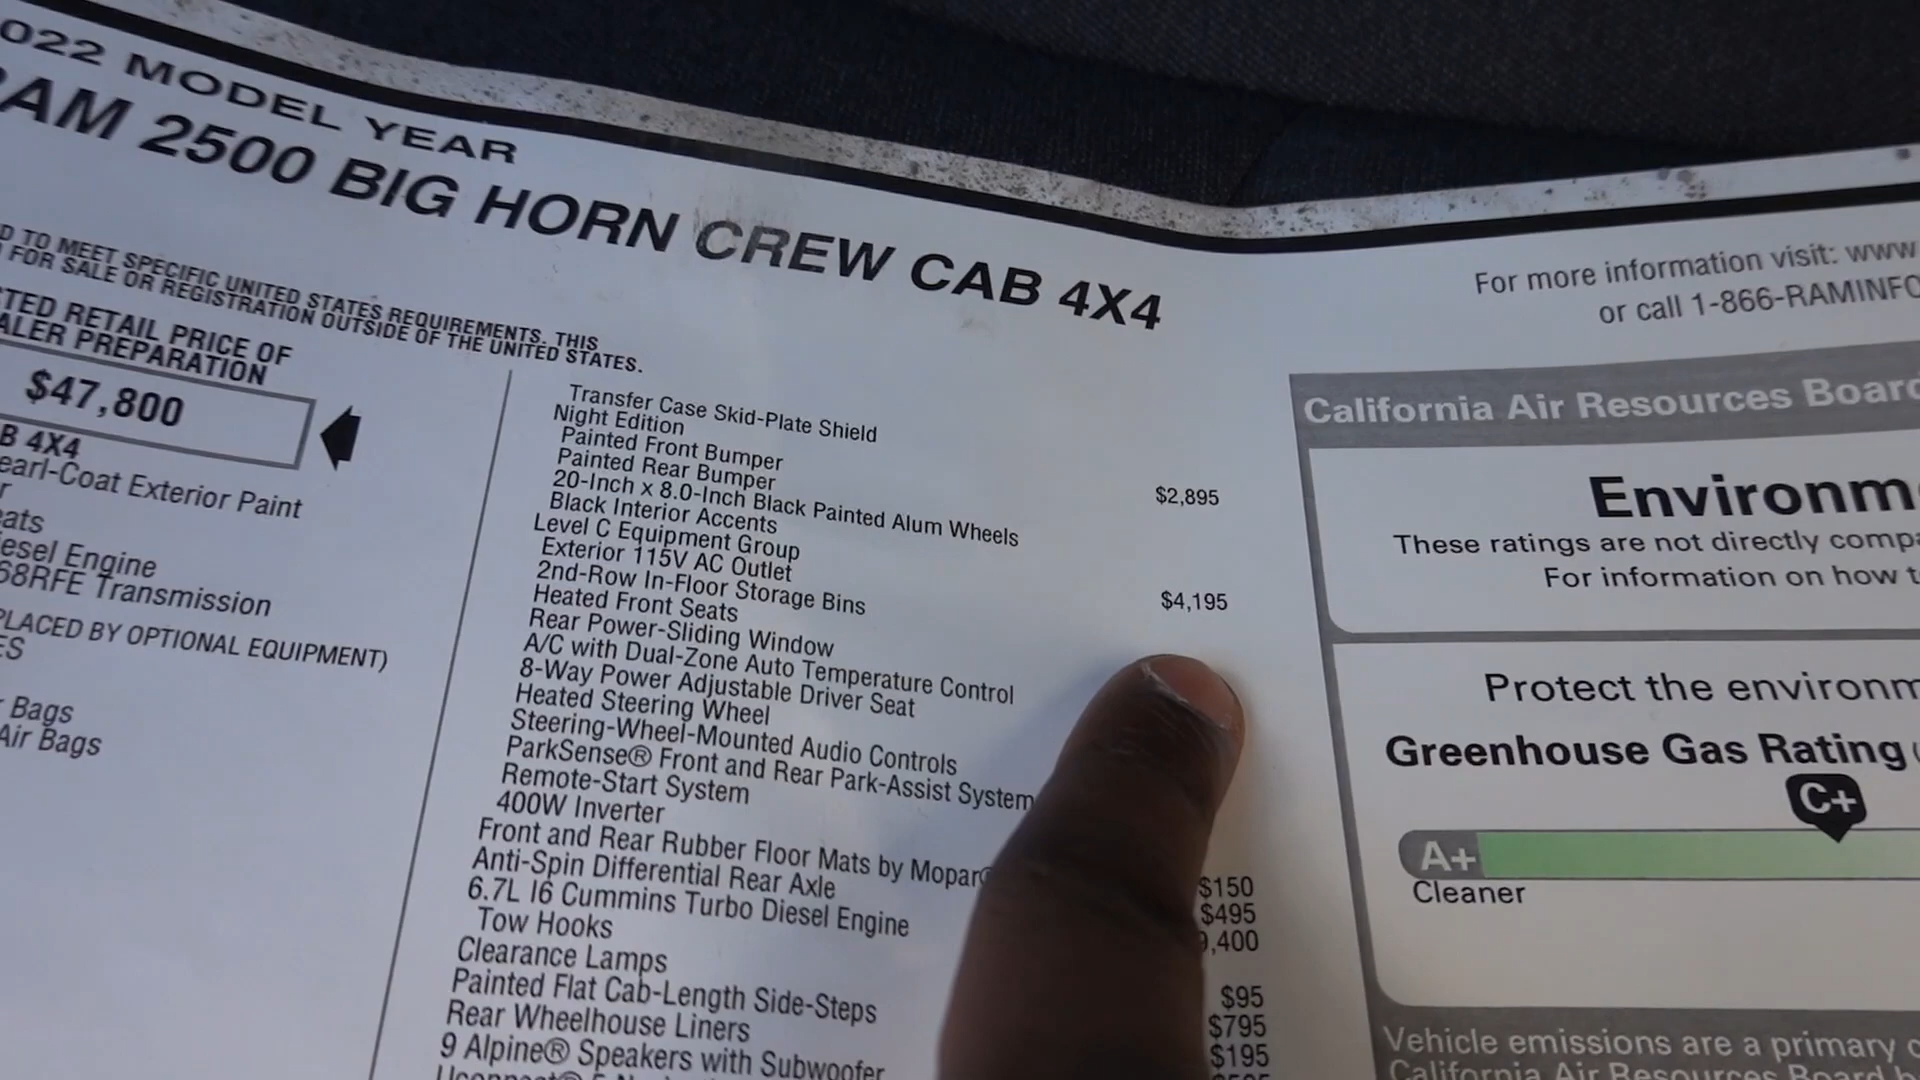 022 MODEL YEAR
RAM 2500 BIG HORN CREW CAB 4X4
D TO MEET SPECIFIC UNITED STATES REQUIREMENTS. THIS
FOR SALE OR REGISTRATION OUTSIDE OF THE UNITED STATES.
TED RETAIL PRICE OF
ALER PREPARATION
$47,800
B 4X4
earl-Coat Exterior Paint
r
ats
esel Engine
68RFE Transmission
PLACED BY OPTIONAL EQUIPMENT)
ES
r Bags
Air Bags
Transfer Case Skid-Plate Shield
Night Edition $2,895
Painted Front Bumper
Painted Rear Bumper
20-Inch x 8.0-Inch Black Painted Alum Wheels
Black Interior Accents
Level C Equipment Group $4,195
Exterior 115V AC Outlet
2nd-Row In-Floor Storage Bins
Heated Front Seats
Rear Power-Sliding Window
A/C with Dual-Zone Auto Temperature Control
8-Way Power Adjustable Driver Seat
Heated Steering Wheel
Steering-Wheel-Mounted Audio Controls
ParkSense® Front and Rear Park-Assist System
Remote-Start System
400W Inverter
Front and Rear Rubber Floor Mats by Mopar® $150
Anti-Spin Differential Rear Axle $495
6.7L I6 Cummins Turbo Diesel Engine 9,400
Tow Hooks
Clearance Lamps $95
Painted Flat Cab-Length Side-Steps $795
Rear Wheelhouse Liners $195
9 Alpine® Speakers with Subwoofer
For more information visit: www
or call 1-866-RAMINFO
California Air Resources Board
Environm
These ratings are not directly compa
For information on how t
Protect the environm
Greenhouse Gas Rating
C+
A+
Cleaner
Vehicle emissions are a primary c
California Air Resources Board